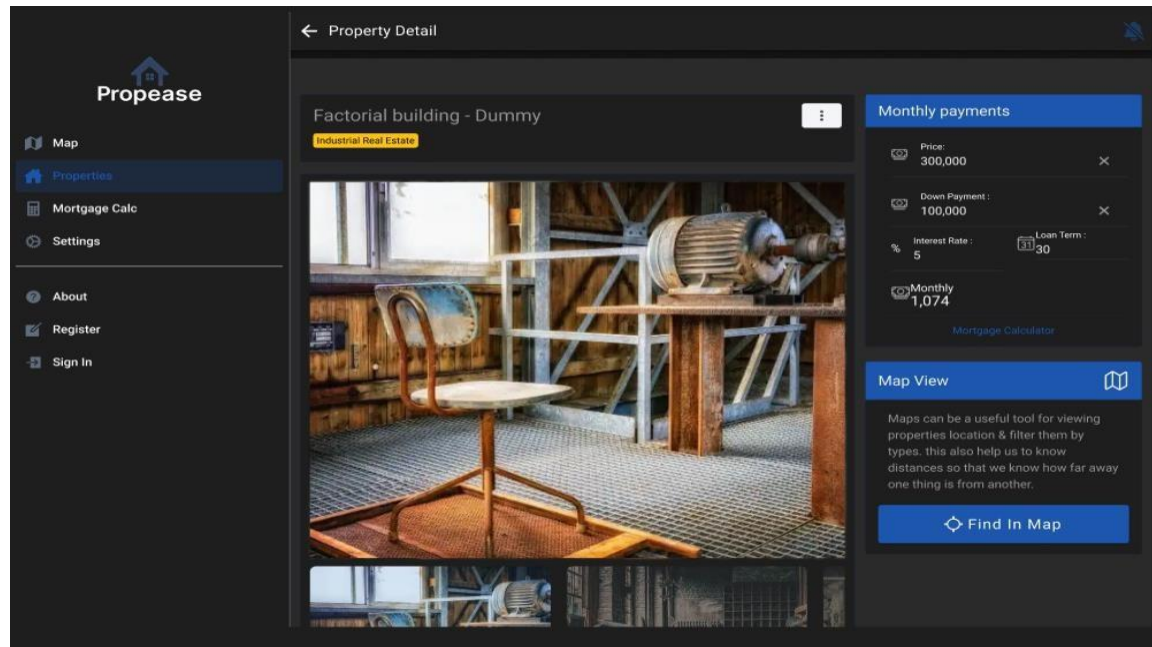 Propease
Map
Properties
Mortgage Calc
Settings
About
Register
Sign In
Property Detail
Factorial building - Dummy
Industrial Real Estate
Monthly payments
Price:
300,000
Down Payment :
100,000
% Interest Rate :
5
31 Loan Term :
30
Monthly
1,074
Mortgage Calculator
Map View
Maps can be a useful tool for viewing
properties location & filter them by
types. this also help us to know
distances so that we know how far away
one thing is from another.
Find In Map